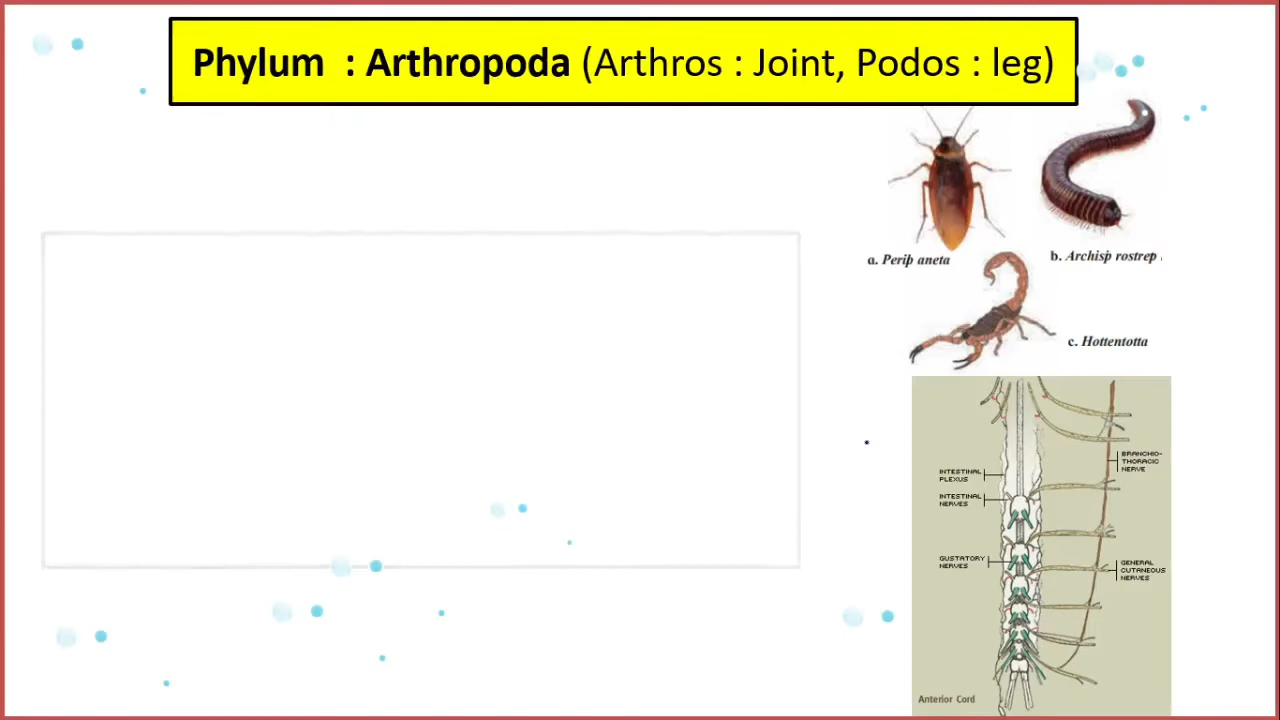 Phylum : Arthropoda (Arthros : Joint, Podos : leg)
a. Perip aneta
b. Archisp rostrep
c. Hottentotta
INTESTINAL
PLEXUS
INTESTINAL
NERVES
GUSTATORY
NERVES
BRANCHIO-
THORACIC
NERVE
GENERAL
CUTANEOUS
NERVES
Anterior Cord